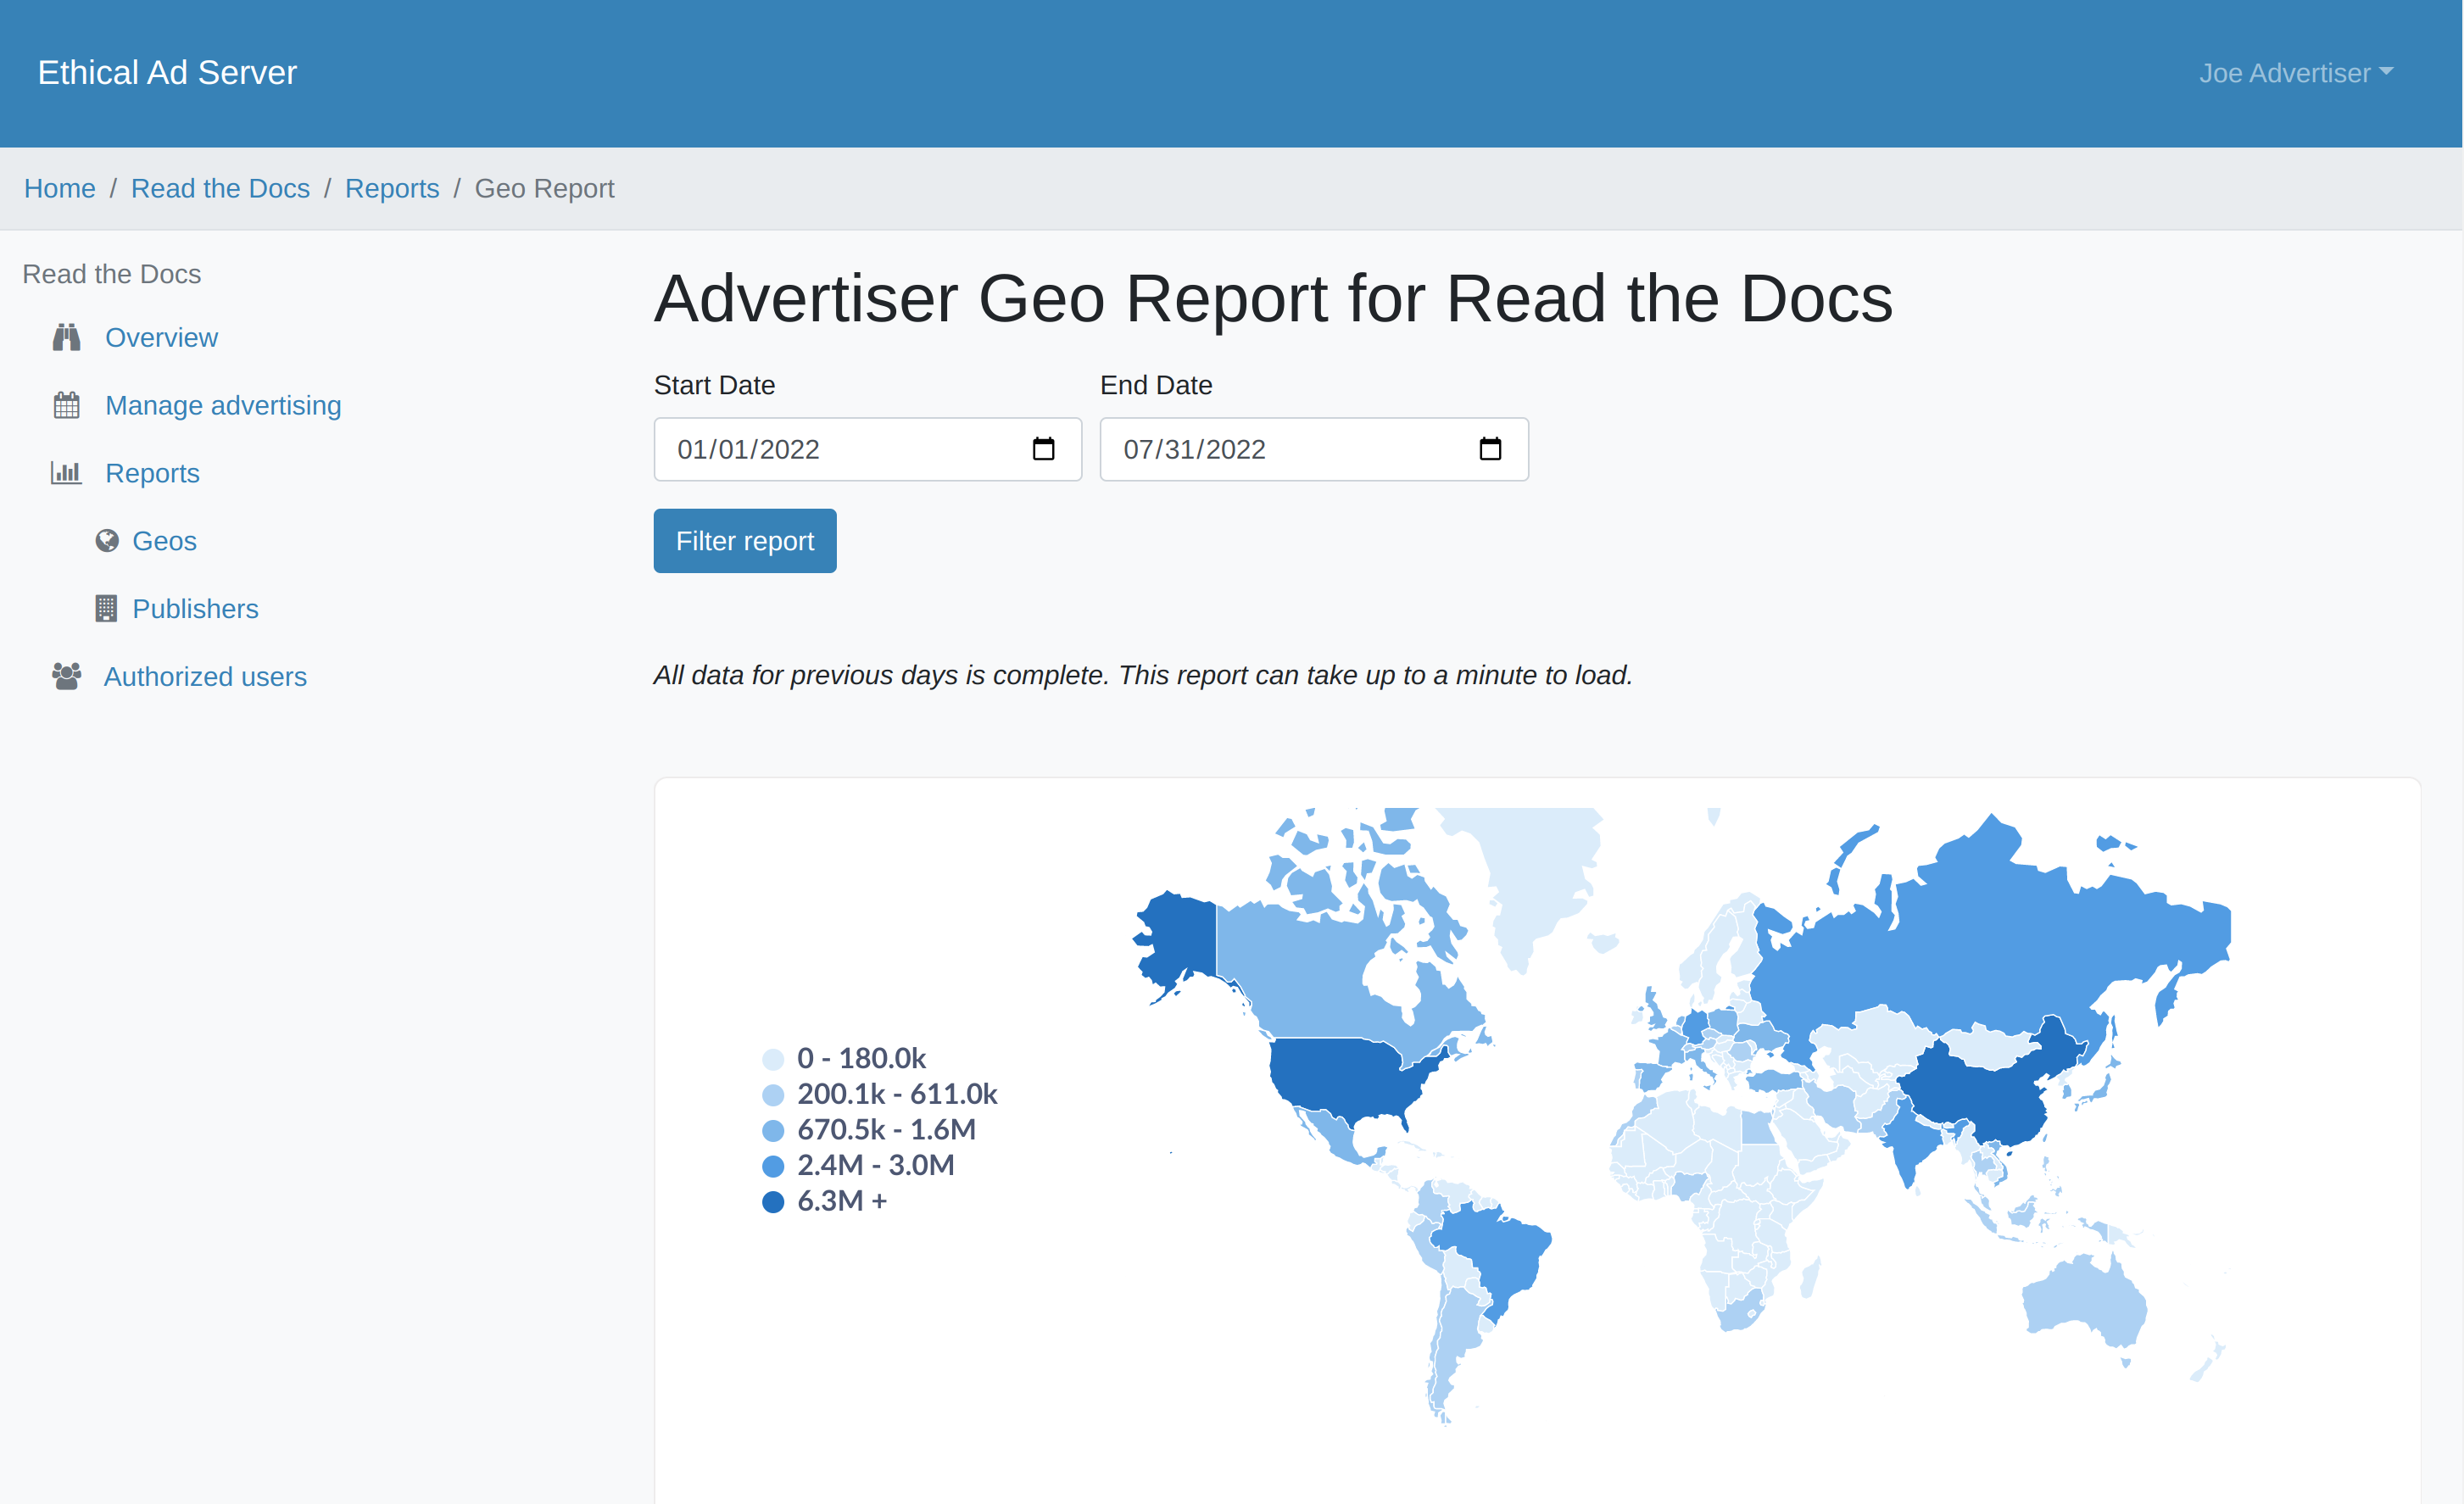 Ethical Ad Server
Joe Advertiser
Home / Read the Docs / Reports / Geo Report
Read the Docs
Overview
Manage advertising
Reports
Geos
Publishers
Authorized users
Advertiser Geo Report for Read the Docs
Start Date
End Date
01/01/2022
07/31/2022
Filter report
All data for previous days is complete. This report can take up to a minute to load.
0 - 180.0k
200.1k - 611.0k
670.5k - 1.6M
2.4M - 3.0M
6.3M +